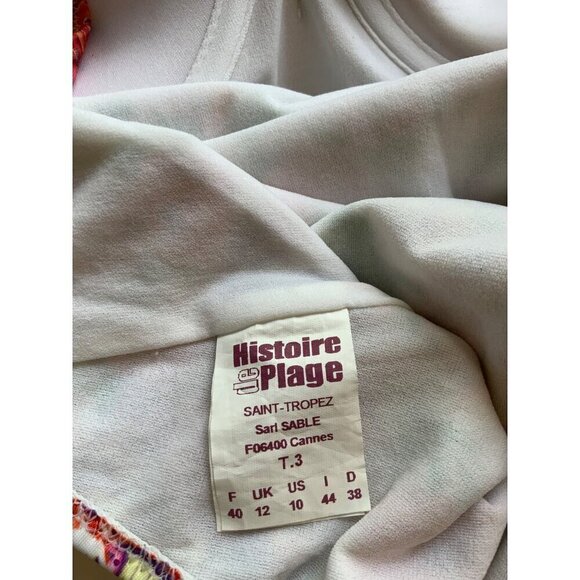 Histoire
de Plage
SAINT-TROPEZ
Sarl SABLE
F06400 Cannes
T.3
F UK US I D
40 12 10 44 38